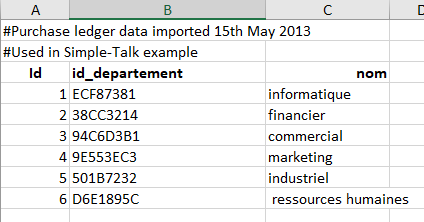 A B C D
#Purchase ledger data imported 15th May 2013
#Used in Simple-Talk example
Id id_departement nom
1 ECF87381 informatique
2 38CC3214 financier
3 94C6D3B1 commercial
4 9E553EC3 marketing
5 501B7232 industriel
6 D6E1895C ressources humaines